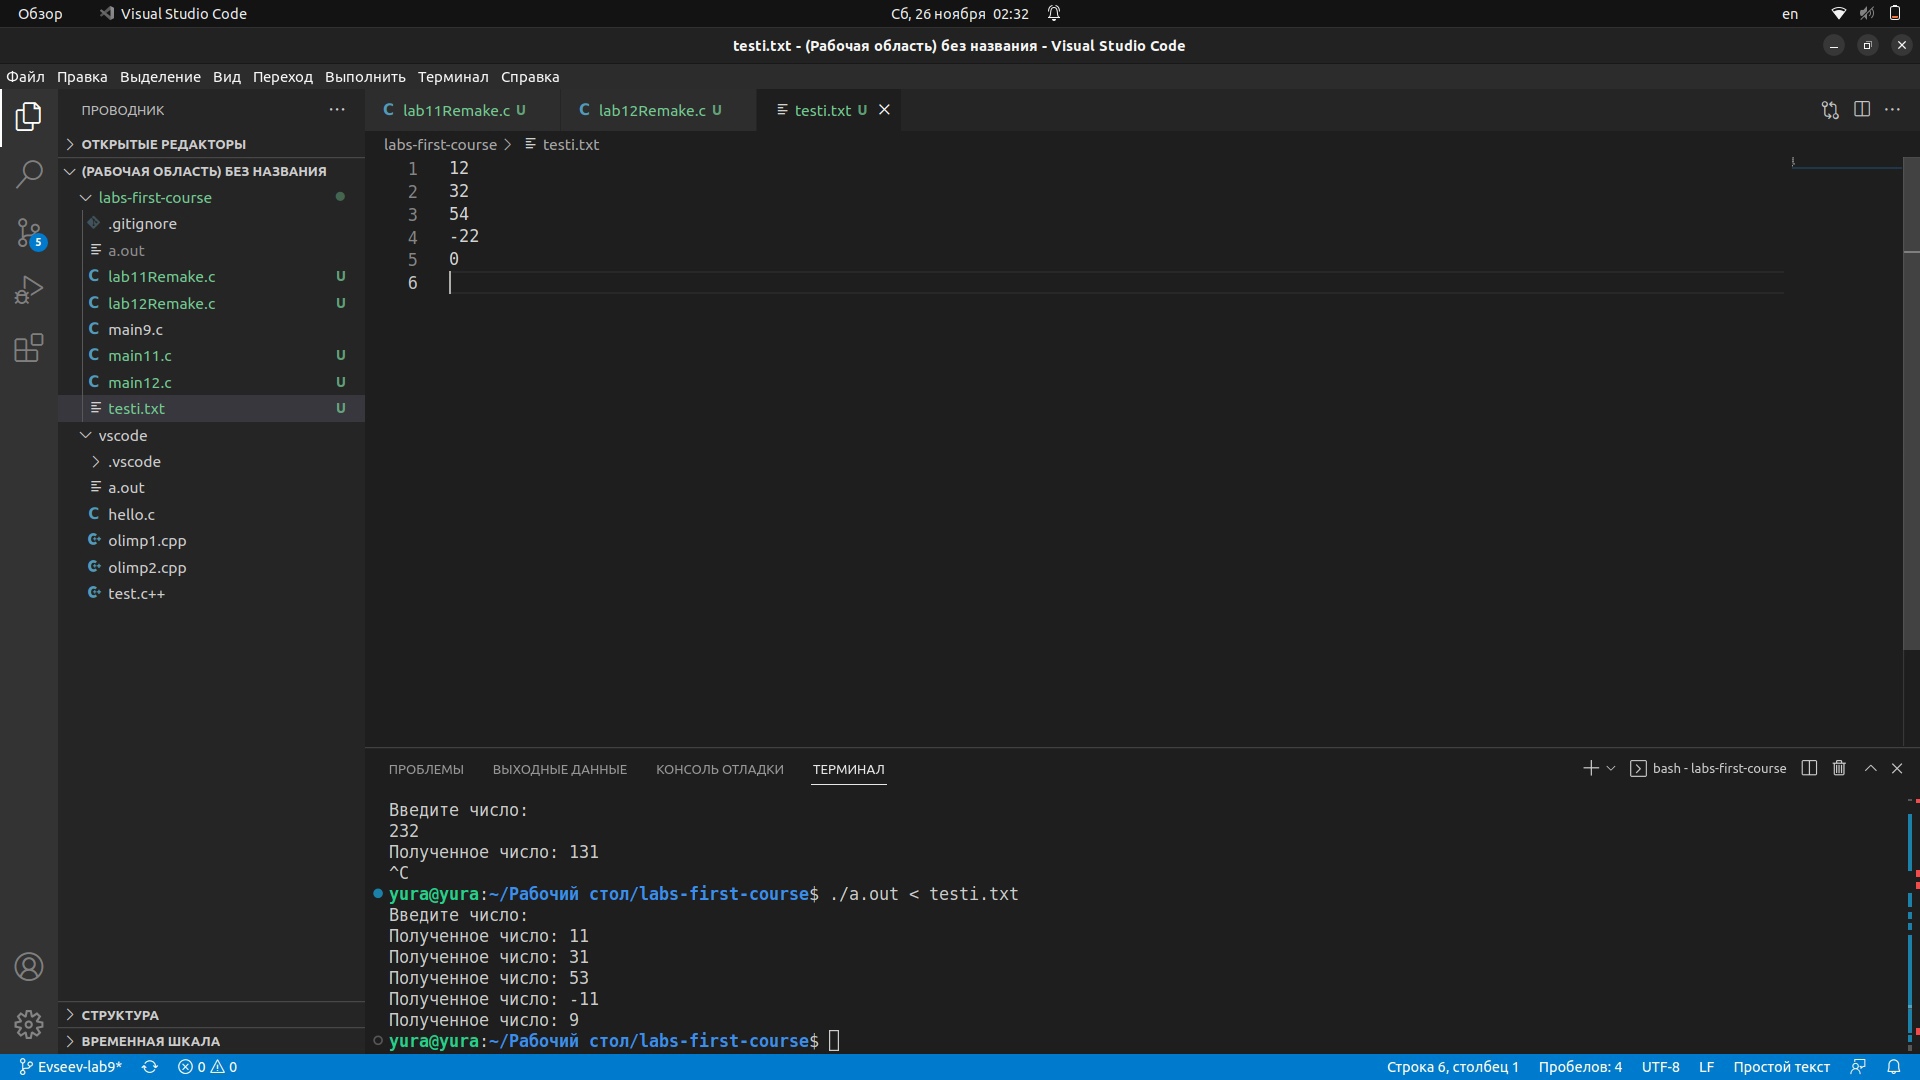 Обзор Visual Studio Code Сб, 26 ноября 02:32 en
testi.txt - (Рабочая область) без названия - Visual Studio Code
Файл Правка Выделение Вид Переход Выполнить Терминал Справка
ПРОВОДНИК
lab11Remake.c U lab12Remake.c U testi.txt U
ОТКРЫТЫЕ РЕДАКТОРЫ
labs-first-course > testi.txt
(РАБОЧАЯ ОБЛАСТЬ) БЕЗ НАЗВАНИЯ
labs-first-course
.gitignore
a.out
lab11Remake.c U
lab12Remake.c U
main9.c
main11.c U
main12.c U
testi.txt U
vscode
.vscode
a.out
hello.c
olimp1.cpp
olimp2.cpp
test.c++
СТРУКТУРА
ВРЕМЕННАЯ ШКАЛА
5
1 12
2 32
3 54
4 -22
5 0
6
ПРОБЛЕМЫ ВЫХОДНЫЕ ДАННЫЕ КОНСОЛЬ ОТЛАДКИ ТЕРМИНАЛ bash - labs-first-course
Введите число:
232
Полученное число: 131
^C
yura@yura:~/Рабочий стол/labs-first-course$ ./a.out < testi.txt
Введите число:
Полученное число: 11
Полученное число: 31
Полученное число: 53
Полученное число: -11
Полученное число: 9
yura@yura:~/Рабочий стол/labs-first-course$
Evseev-lab9* 0 0 Строка 6, столбец 1 Пробелов: 4 UTF-8 LF Простой текст